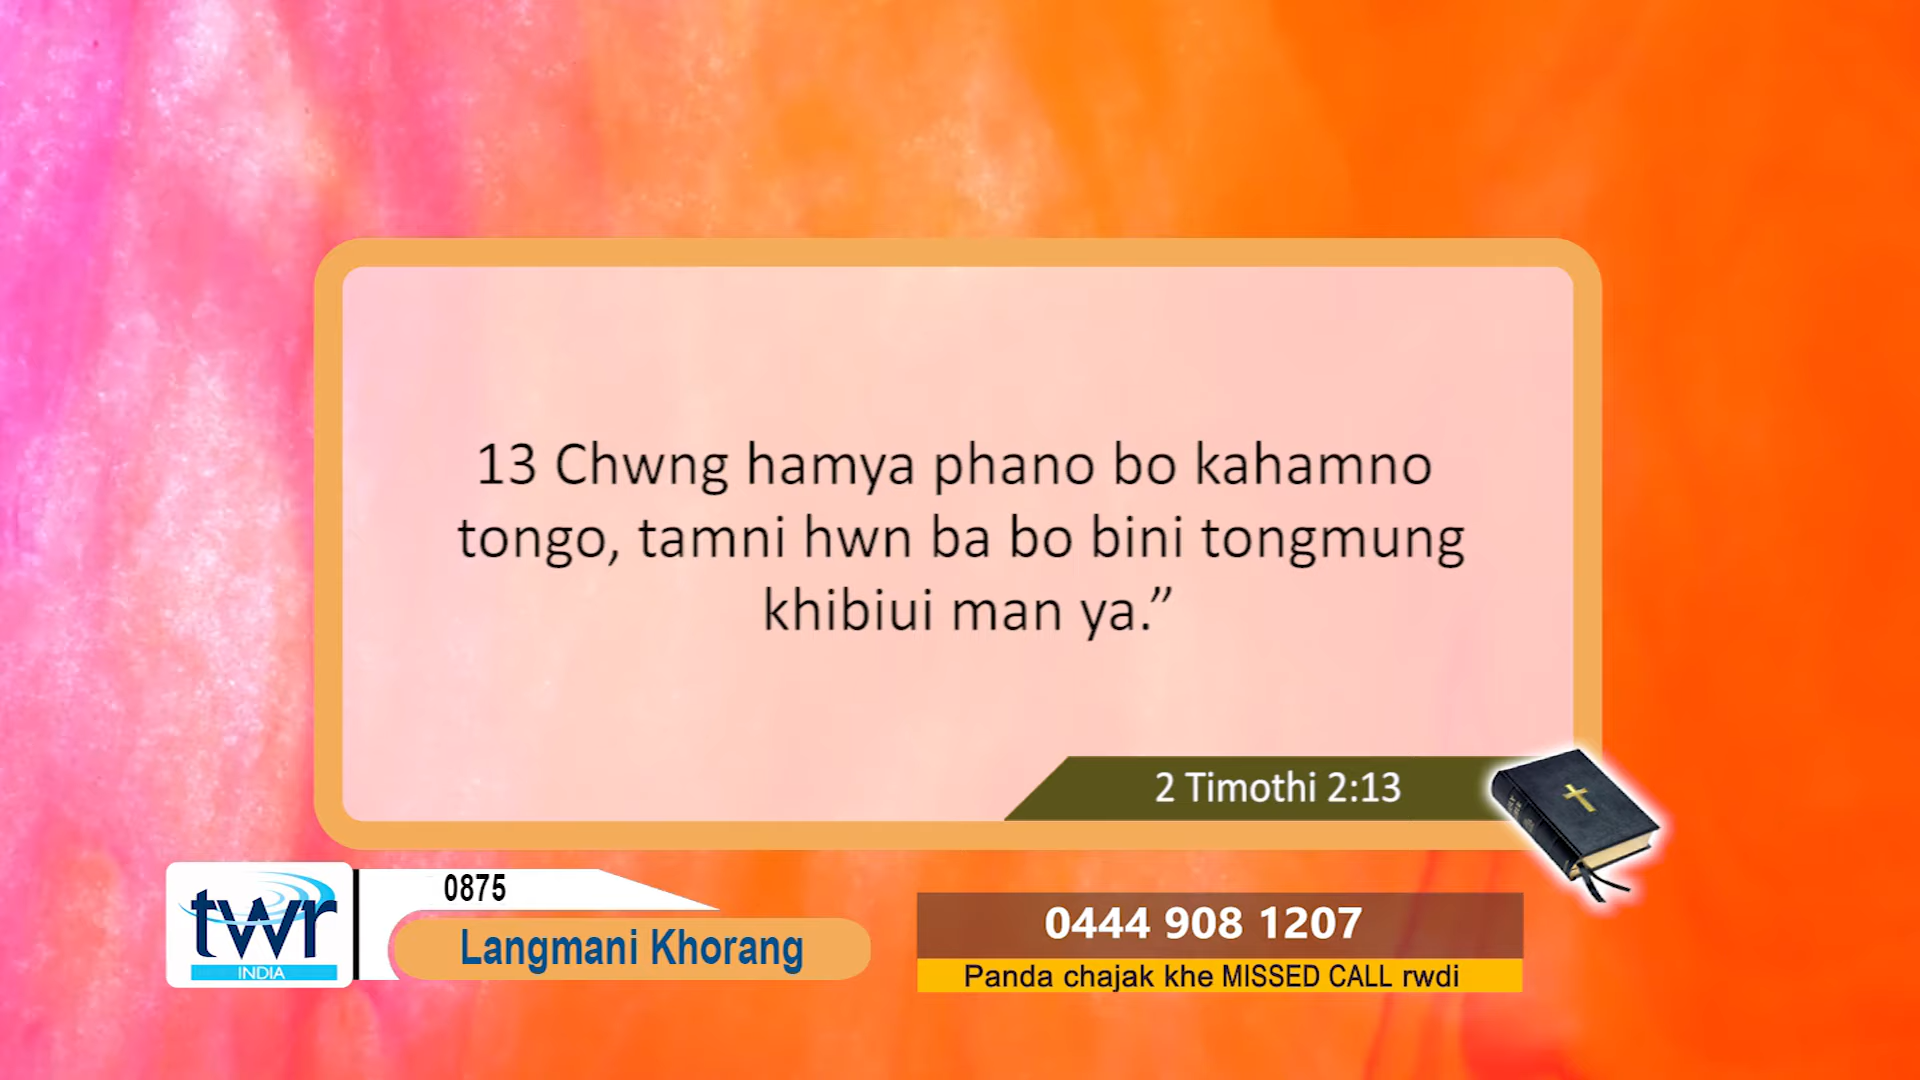 13 Chwng hamya phano bo kahamno
tongo, tamni hwn ba bo bini tongmung
khibiui man ya.”
2 Timothi 2:13
twr
INDIA
0875
Langmani Khorang
0444 908 1207
Panda chajak khe MISSED CALL rwdi